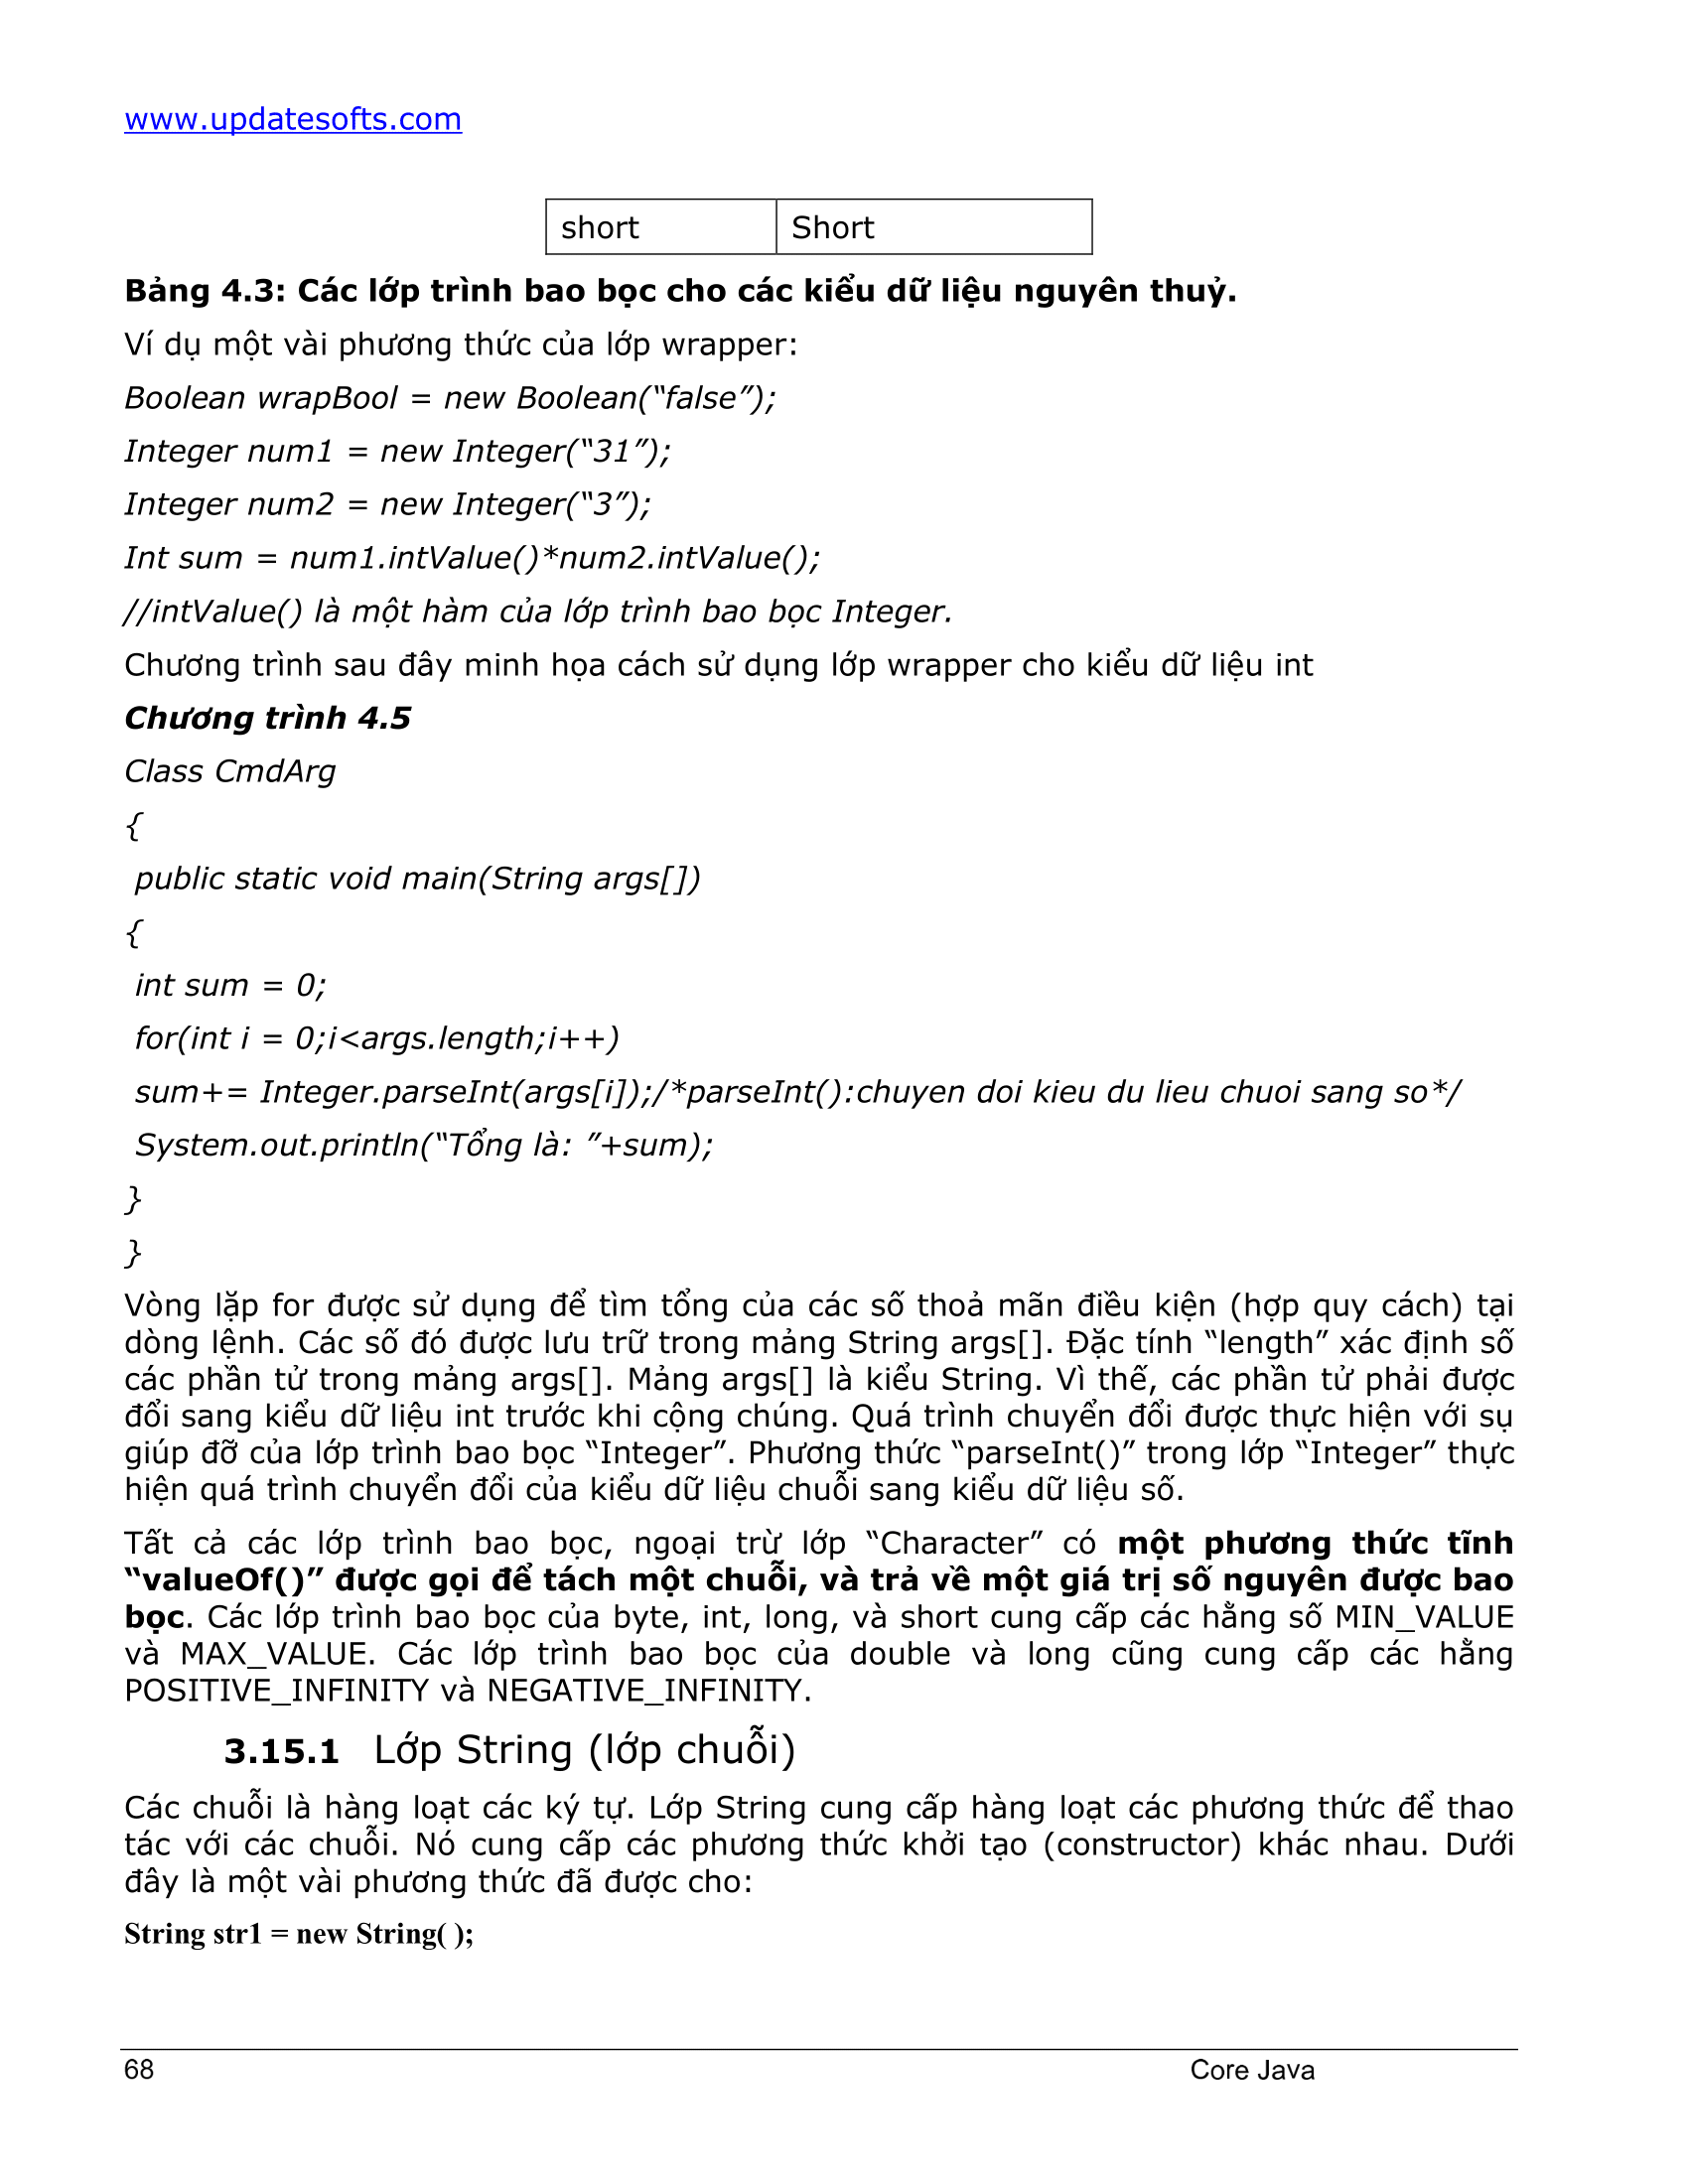 www.updatesofts.com
short Short
Bảng 4.3: Các lớp trình bao bọc cho các kiểu dữ liệu nguyên thuỷ.
Ví dụ một vài phương thức của lớp wrapper:
Boolean wrapBool = new Boolean(“false”);
Integer num1 = new Integer(“31”);
Integer num2 = new Integer(“3”);
Int sum = num1.intValue()*num2.intValue();
//intValue() là một hàm của lớp trình bao bọc Integer.
Chương trình sau đây minh họa cách sử dụng lớp wrapper cho kiểu dữ liệu int
Chương trình 4.5
Class CmdArg
{
public static void main(String args[])
{
int sum = 0;
for(int i = 0;i<args.length;i++)
sum+= Integer.parseInt(args[i]);/*parseInt():chuyen doi kieu du lieu chuoi sang so*/
System.out.println(“Tổng là: ”+sum);
}
}
Vòng lặp for được sử dụng để tìm tổng của các số thoả mãn điều kiện (hợp quy cách) tại
dòng lệnh. Các số đó được lưu trữ trong mảng String args[]. Đặc tính “length” xác định số
các phần tử trong mảng args[]. Mảng args[] là kiểu String. Vì thế, các phần tử phải được
đổi sang kiểu dữ liệu int trước khi cộng chúng. Quá trình chuyển đổi được thực hiện với sụ
giúp đỡ của lớp trình bao bọc “Integer”. Phương thức “parseInt()” trong lớp “Integer” thực
hiện quá trình chuyển đổi của kiểu dữ liệu chuỗi sang kiểu dữ liệu số.
Tất cả các lớp trình bao bọc, ngoại trừ lớp “Character” có một phương thức tĩnh
“valueOf()” được gọi để tách một chuỗi, và trả về một giá trị số nguyên được bao
bọc. Các lớp trình bao bọc của byte, int, long, và short cung cấp các hằng số MIN_VALUE
và MAX_VALUE. Các lớp trình bao bọc của double và long cũng cung cấp các hằng
POSITIVE_INFINITY và NEGATIVE_INFINITY.
3.15.1 Lớp String (lớp chuỗi)
Các chuỗi là hàng loạt các ký tự. Lớp String cung cấp hàng loạt các phương thức để thao
tác với các chuỗi. Nó cung cấp các phương thức khởi tạo (constructor) khác nhau. Dưới
đây là một vài phương thức đã được cho:
String str1 = new String( );
68 Core Java